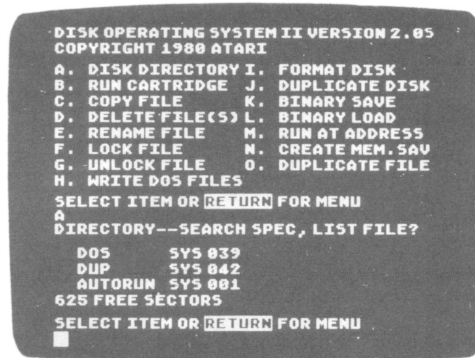 DISK OPERATING SYSTEM II VERSION 2.0S
COPYRIGHT 1980 ATARI
A. DISK DIRECTORY I. FORMAT DISK
B. RUN CARTRIDGE J. DUPLICATE DISK
C. COPY FILE K. BINARY SAVE
D. DELETE FILE(S) L. BINARY LOAD
E. RENAME FILE M. RUN AT ADDRESS
F. LOCK FILE N. CREATE MEM.SAV
G. UNLOCK FILE O. DUPLICATE FILE
H. WRITE DOS FILES
SELECT ITEM OR RETURN FOR MENU
A
DIRECTORY--SEARCH SPEC, LIST FILE?
DOS SYS 039
DUP SYS 042
AUTORUN SYS 001
625 FREE SECTORS
SELECT ITEM OR RETURN FOR MENU